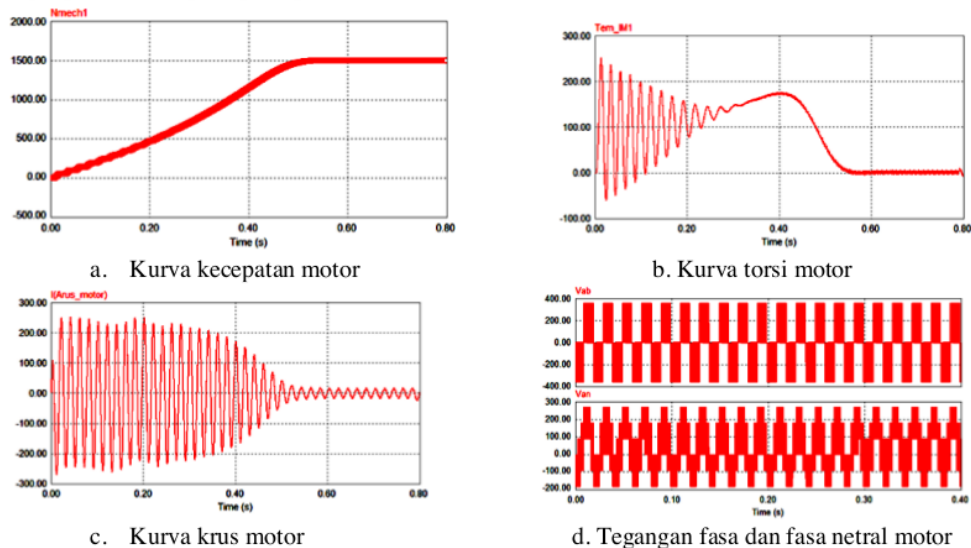 Nmech1
2000.00
1500.00
1000.00
500.00
0.00
-500.00
0.00 0.20 0.40 0.60 0.80
Time (s)
a. Kurva kecepatan motor
Tem_IM1
300.00
200.00
100.00
0.00
-100.00
0.00 0.20 0.40 0.60 0.80
Time (s)
b. Kurva torsi motor
I(Arus_motor)
300.00
200.00
100.00
0.00
-100.00
-200.00
-300.00
0.00 0.20 0.40 0.60 0.80
Time (s)
c. Kurva krus motor
Vab
400.00
200.00
0.00
-200.00
-400.00
Van
300.00
200.00
100.00
0.00
-100.00
-200.00
0.00 0.10 0.20 0.30 0.40
Time (s)
d. Tegangan fasa dan fasa netral motor